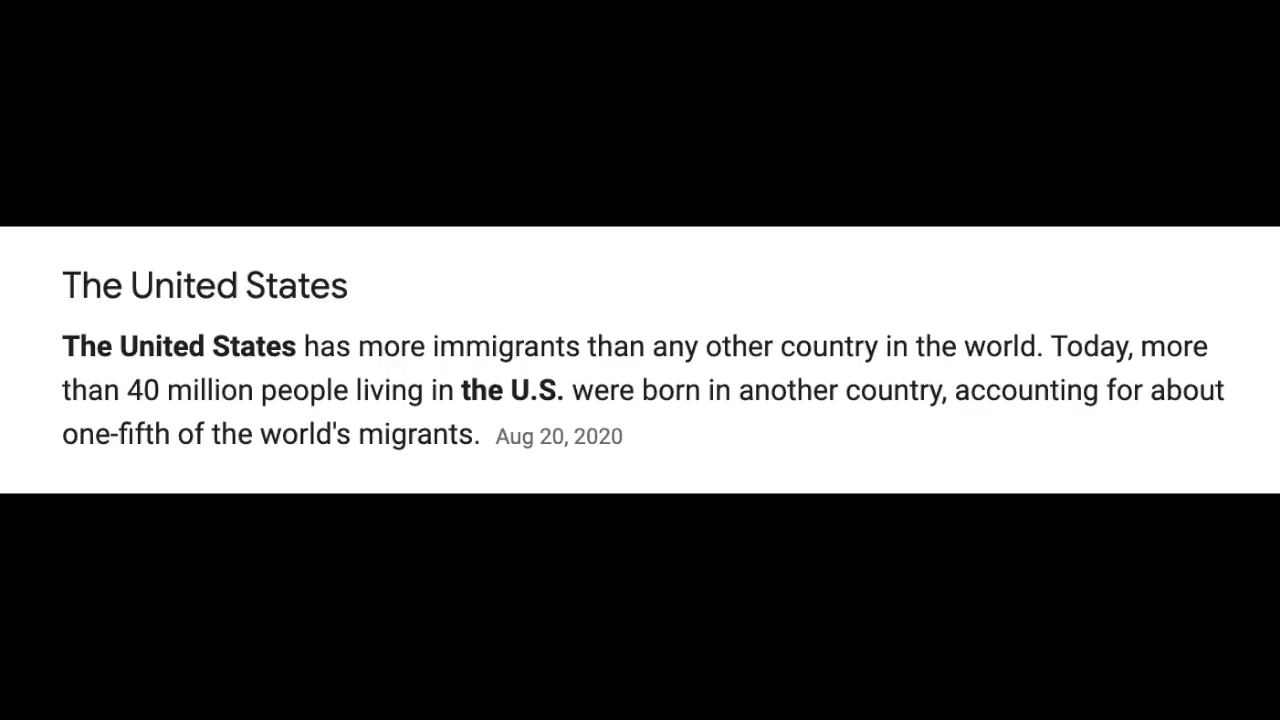 The United States
The United States has more immigrants than any other country in the world. Today, more
than 40 million people living in the U.S. were born in another country, accounting for about
one-fifth of the world's migrants. Aug 20, 2020